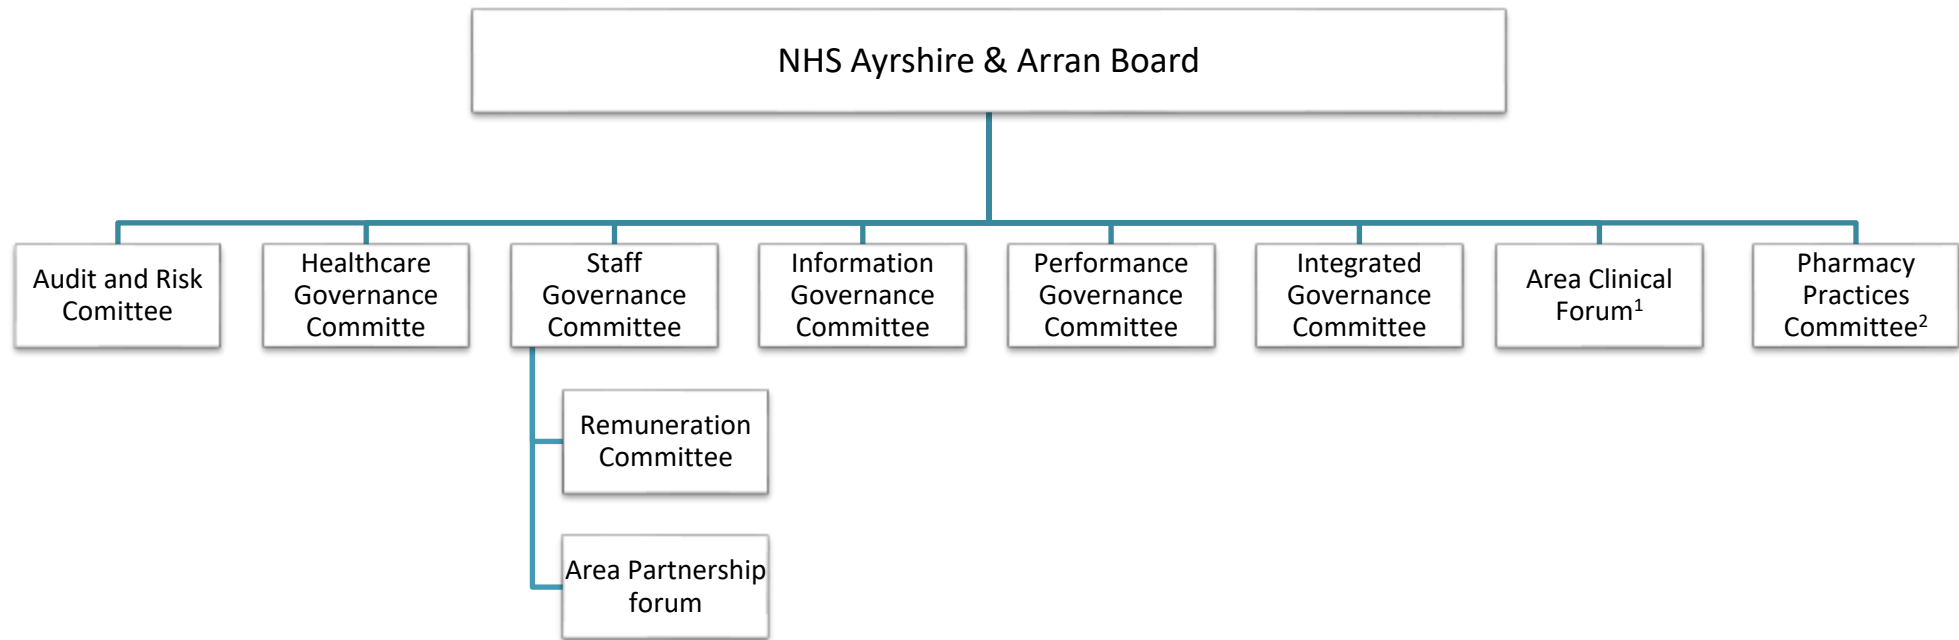 NHS Ayrshire & Arran Board
Audit and Risk
Comittee
Healthcare
Governance
Committe
Staff
Governance
Committee
Information
Governance
Committee
Performance
Governance
Committee
Integrated
Governance
Committee
Area Clinical
Forum¹
Pharmacy
Practices
Committee²
Remuneration
Committee
Area Partnership
forum